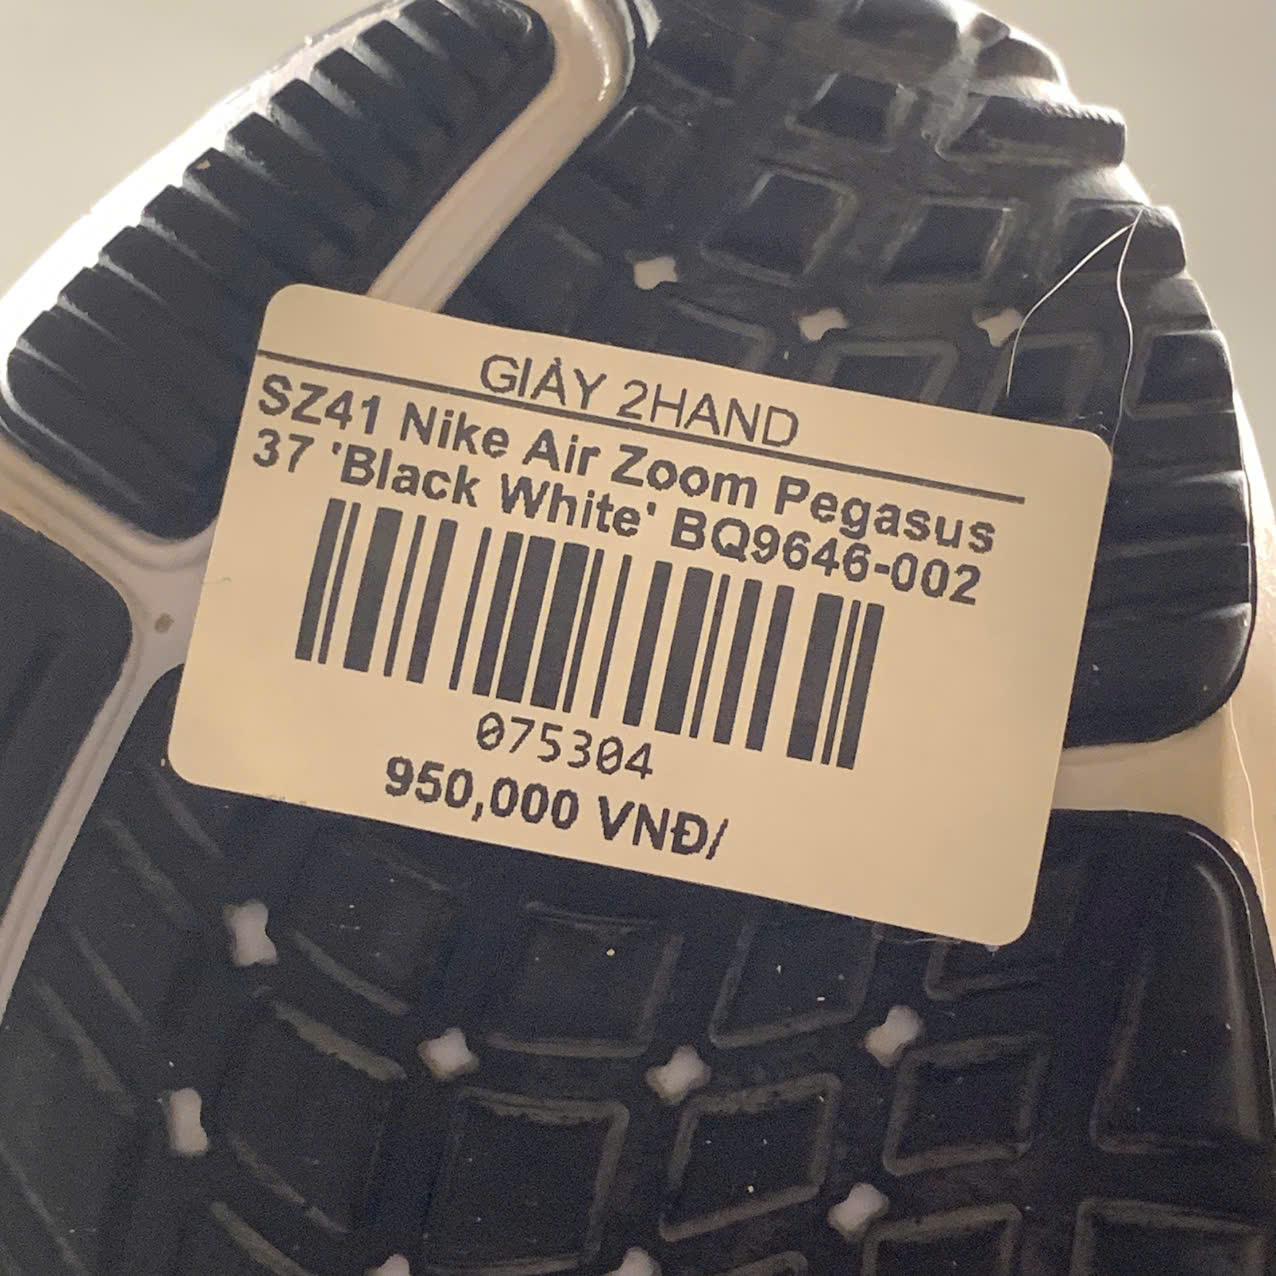 GIÀY 2HAND
SZ41 Nike Air Zoom Pegasus
37 'Black White' BQ9646-002
075304
950,000 VNĐ/